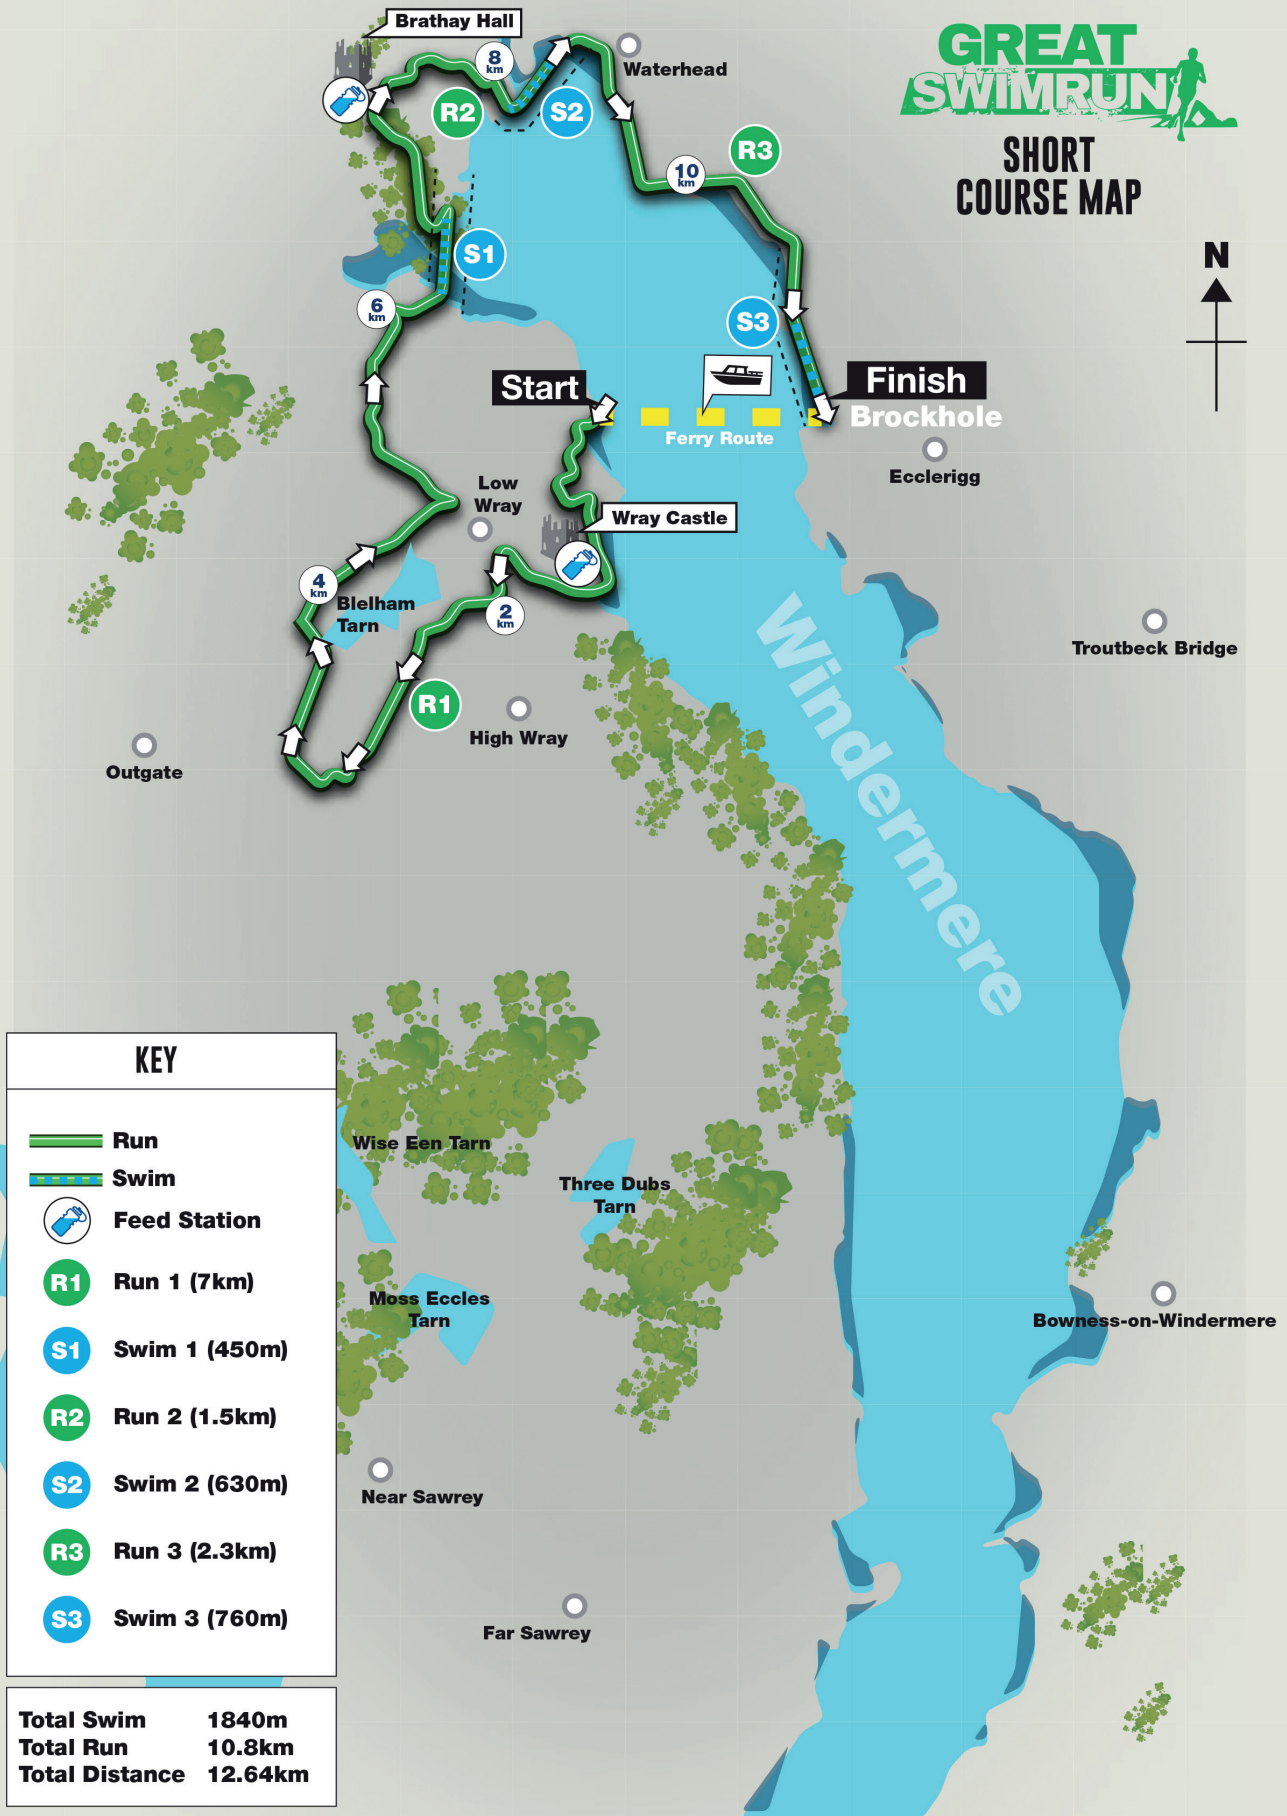 Brathay Hall
GREAT
SWIMRUN
SHORT
COURSE MAP
8
km
Waterhead
R2
S2
R3
10
km
S1
N
6
km
S3
Start
Finish
Brockhole
Ferry Route
Ecclerigg
Low
Wray
Wray Castle
4
km
Blelham
Tarn
2
km
Troutbeck Bridge
R1
High Wray
Outgate
Windermere
KEY
Run
Swim
Feed Station
R1 Run 1 (7km)
S1 Swim 1 (450m)
R2 Run 2 (1.5km)
S2 Swim 2 (630m)
R3 Run 3 (2.3km)
S3 Swim 3 (760m)
Wise Een Tarn
Three Dubs
Tarn
Moss Eccles
Tarn
Bowness-on-Windermere
Near Sawrey
Far Sawrey
Total Swim 1840m
Total Run 10.8km
Total Distance 12.64km